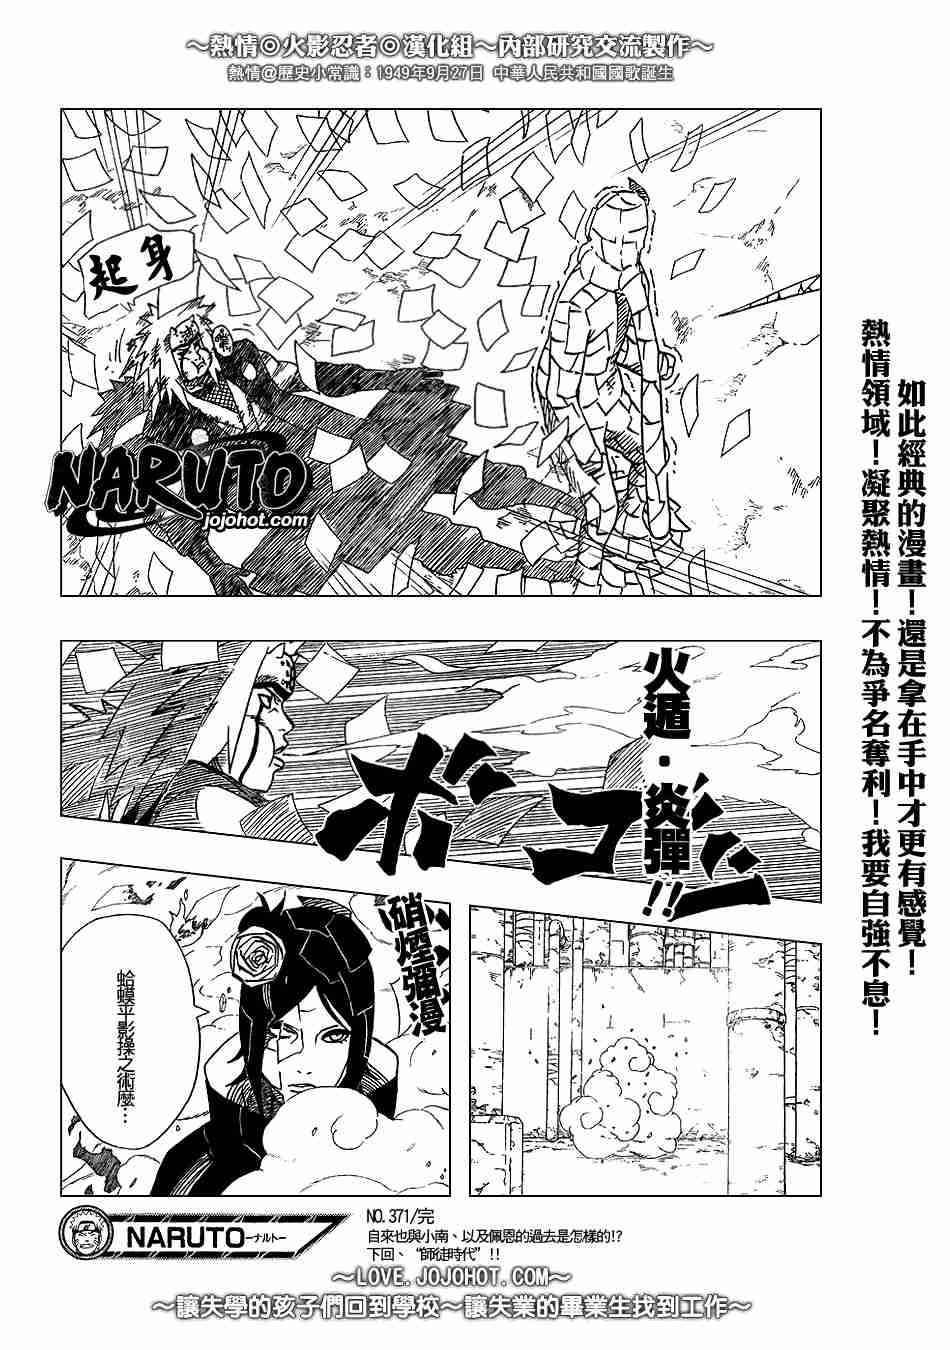 ～熱情◎火影忍者◎漢化組～內部研究交流製作～
熱情@歷史小常識：1949年9月27日 中華人民共和國國歌誕生
起身
NARUTO
jojohot.com
如此經典的漫畫！還是拿在手中才更有感覺！
熱情領域！凝聚熱情！不為爭名奪利！我要自強不息！
火遁．炎彈!!
ボコー
硝煙彌漫
蛤蟆平影操之術麼…
NARUTO ーナルトー
NO.371/完
自來也與小南、以及佩恩的過去是怎樣的!?
下回、“師徒時代”!!
～LOVE.JOJOHOT.COM～
～讓失學的孩子們回到學校～讓失業的畢業生找到工作～